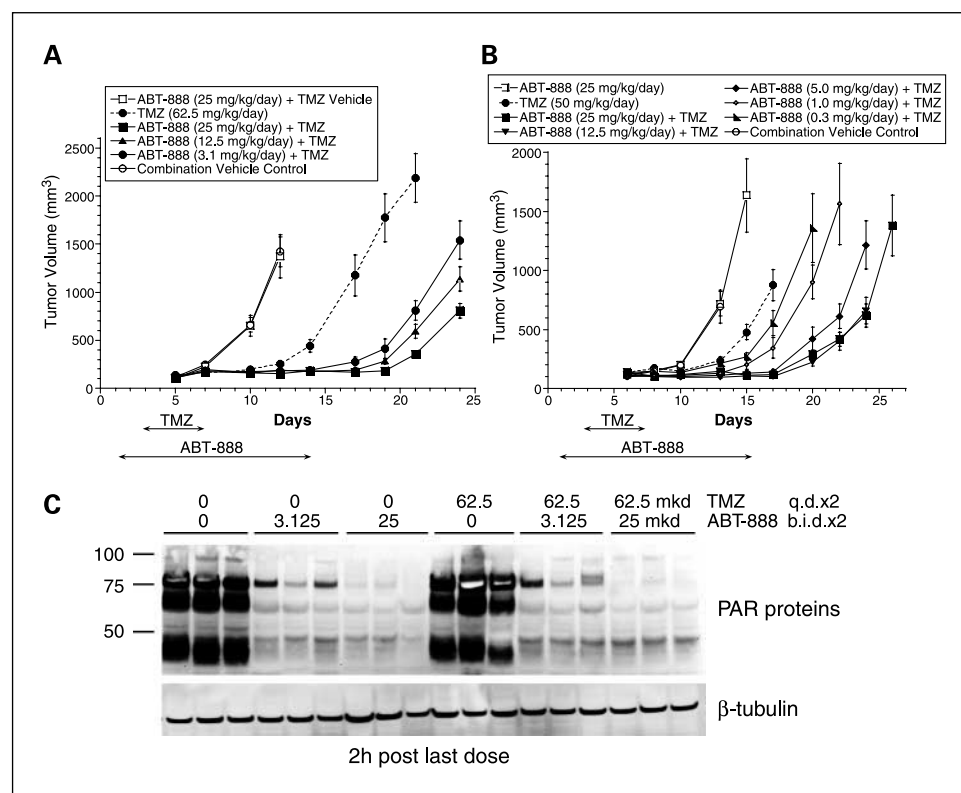 A
ABT-888 (25 mg/kg/day) + TMZ Vehicle
TMZ (62.5 mg/kg/day)
ABT-888 (25 mg/kg/day) + TMZ
ABT-888 (12.5 mg/kg/day) + TMZ
ABT-888 (3.1 mg/kg/day) + TMZ
Combination Vehicle Control
Tumor Volume (mm3)
2500
2000
1500
1000
500
0
0 5 10 15 20 25
Days
TMZ
ABT-888
B
ABT-888 (25 mg/kg/day)
TMZ (50 mg/kg/day)
ABT-888 (25 mg/kg/day) + TMZ
ABT-888 (12.5 mg/kg/day) + TMZ
ABT-888 (5.0 mg/kg/day) + TMZ
ABT-888 (1.0 mg/kg/day) + TMZ
ABT-888 (0.3 mg/kg/day) + TMZ
Combination Vehicle Control
Tumor Volume (mm3)
2000
1500
1000
500
0
0 5 10 15 20 25
Days
TMZ
ABT-888
C
0 0 0 62.5 62.5 62.5 mkd TMZ q.d.x2
0 3.125 25 0 3.125 25 mkd ABT-888 b.i.d.x2
100
75
50
PAR proteins
β-tubulin
2h post last dose